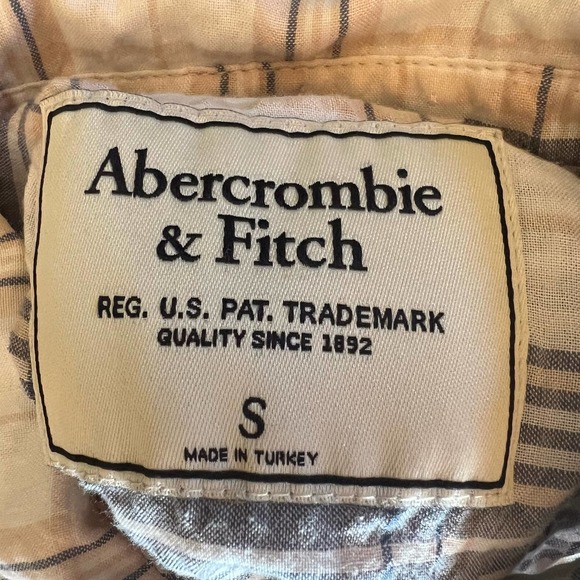 Abercrombie
& Fitch
REG. U.S. PAT. TRADEMARK
QUALITY SINCE 1892
S
MADE IN TURKEY